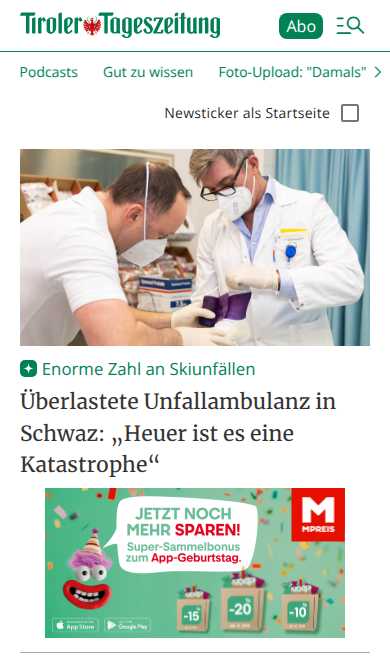 Tiroler Tageszeitung
Abo
Podcasts Gut zu wissen Foto-Upload: "Damals"
Newsticker als Startseite
Enorme Zahl an Skiunfällen
Überlastete Unfallambulanz in
Schwaz: „Heuer ist es eine
Katastrophe“
JETZT NOCH
MEHR SPAREN!
Super-Sammelbonus
zum App-Geburtstag.
M
MPREIS
-15%
-20%
-10%
App Store
Google Play